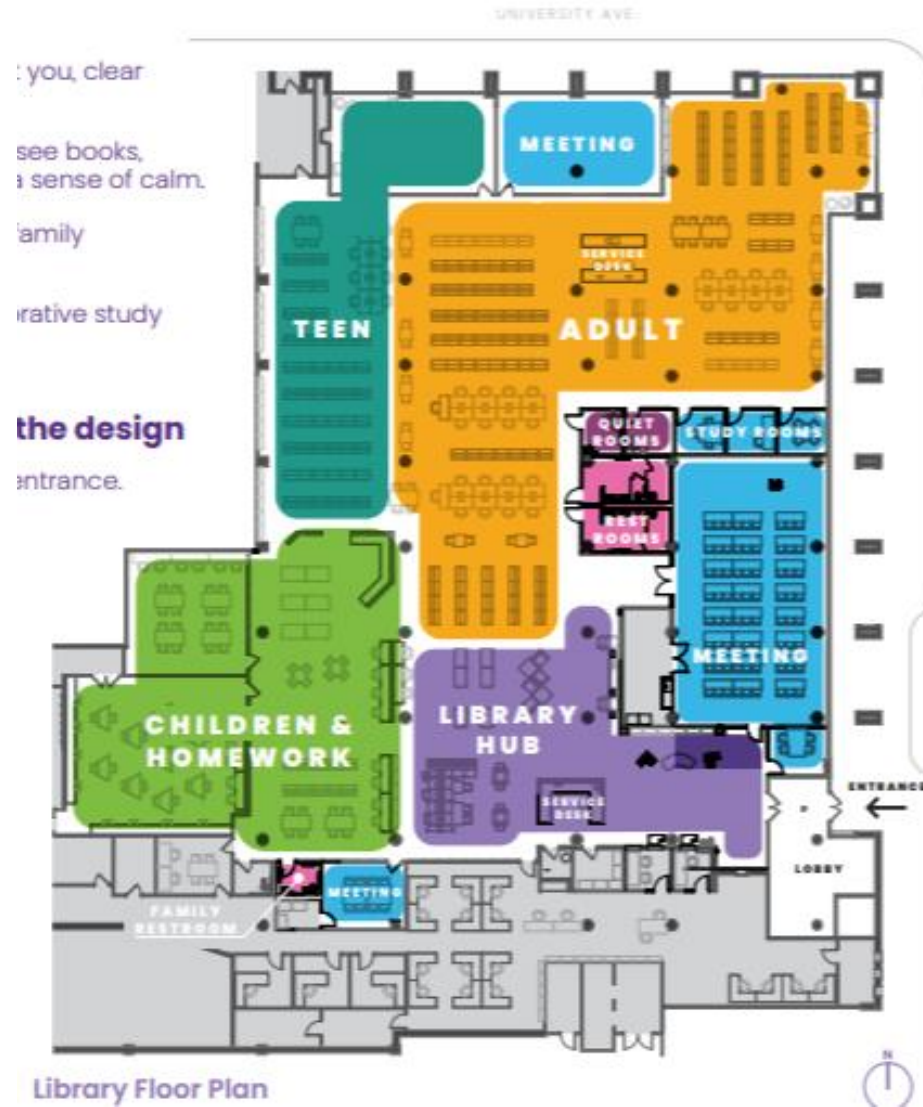 UNIVERSITY AVE.
you, clear
see books,
a sense of calm.
family
orative study
the design
entrance.
MEETING
SERVICE
DESK
TEEN
ADULT
QUIET
ROOMS
STUDY ROOMS
REST
ROOMS
MEETING
LIBRARY
HUB
CHILDREN &
HOMEWORK
SERVICE
DESK
ENTRANCE
LOBBY
MEETING
FAMILY
RESTROOM
N
Library Floor Plan